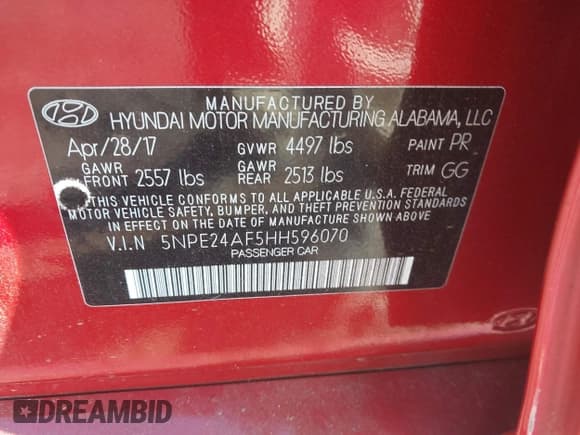 MANUFACTURED BY
HYUNDAI MOTOR MANUFACTURING ALABAMA, LLC
Apr/28/17 GVWR 4497 lbs PAINT PR
GAWR FRONT 2557 lbs GAWR REAR 2513 lbs TRIM GG
THIS VEHICLE CONFORMS TO ALL APPLICABLE U.S.A. FEDERAL
MOTOR VEHICLE SAFETY, BUMPER, AND THEFT PREVENTION STANDARDS
IN EFFECT ON THE DATE OF MANUFACTURE SHOWN ABOVE.
V.I.N 5NPE24AF5HH596070
PASSENGER CAR
DREAMBID